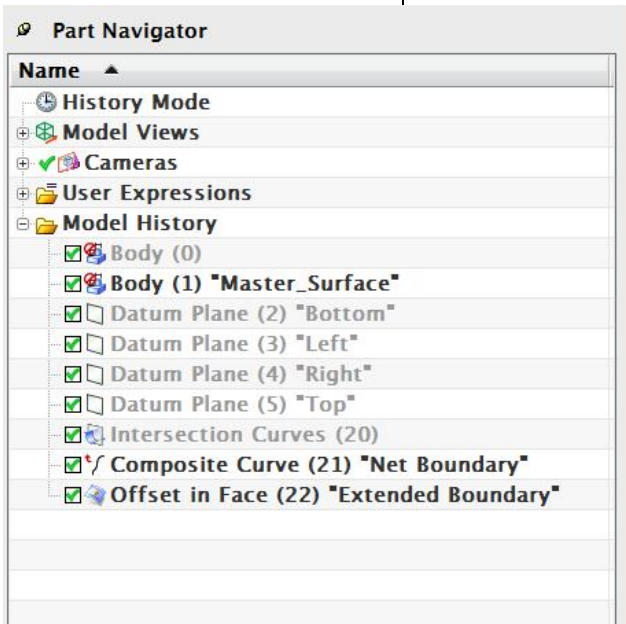 Part Navigator
Name
History Mode
Model Views
Cameras
User Expressions
Model History
Body (0)
Body (1) "Master_Surface"
Datum Plane (2) "Bottom"
Datum Plane (3) "Left"
Datum Plane (4) "Right"
Datum Plane (5) "Top"
Intersection Curves (20)
Composite Curve (21) "Net Boundary"
Offset in Face (22) "Extended Boundary"